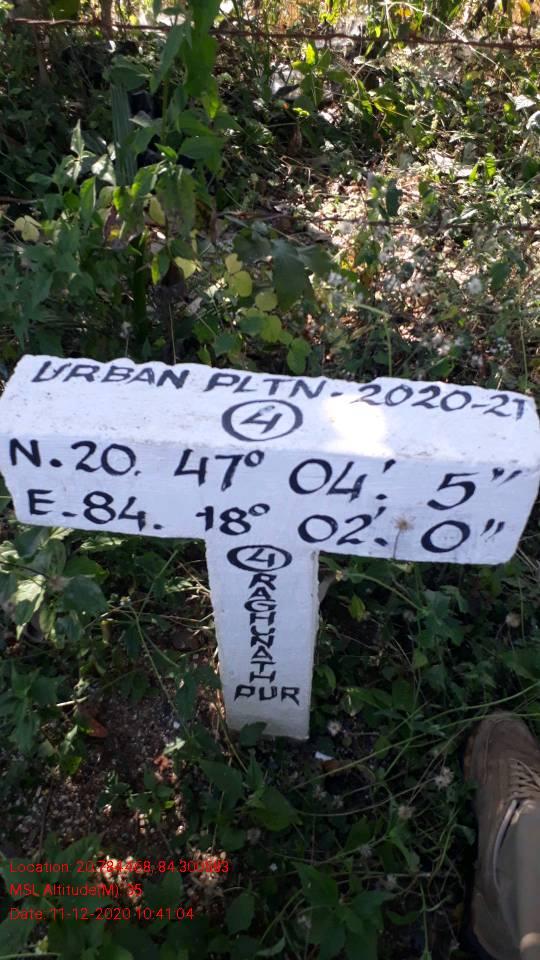 URBAN PLTN. 2020-21
4
N. 20. 47° 04'. 5"
E. 84. 18° 02'. 0"
4
RAGHUNATH
PUR
Location: 20.784468, 84.300583
MSL Altitude(M): 35
Date: 11-12-2020 10:41:04